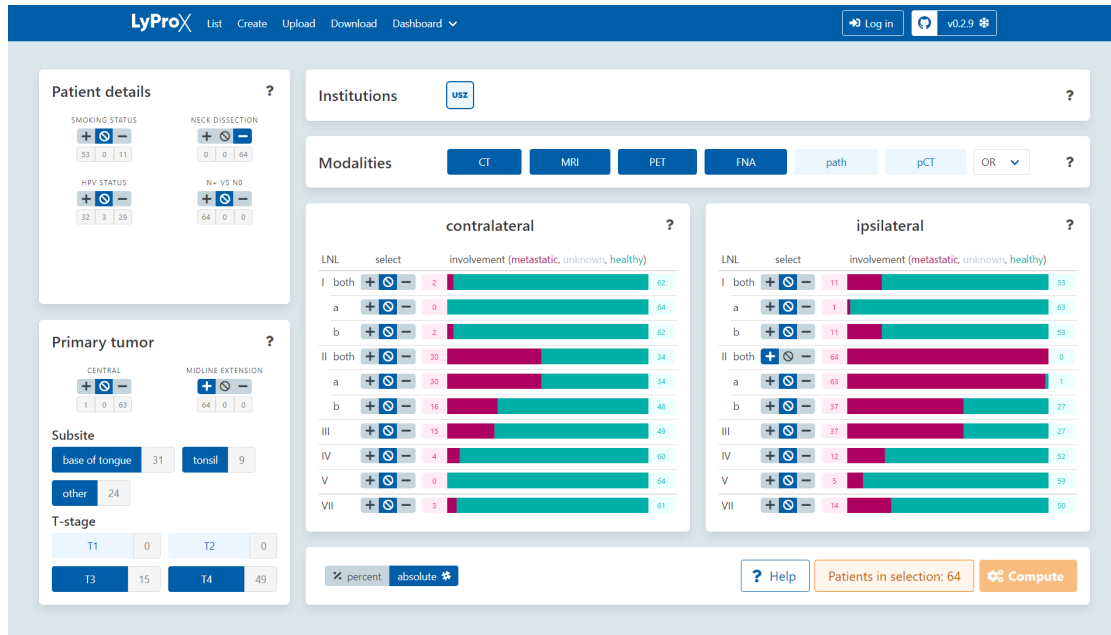 LyProX List Create Upload Download Dashboard Log in v0.2.9
Patient details ?
SMOKING STATUS NECK DISSECTION
53 0 11 0 0 64
HPV STATUS N+ VS N0
32 3 29 64 0 0
Primary tumor ?
CENTRAL MIDLINE EXTENSION
1 0 63 64 0 0
Subsite
base of tongue 31 tonsil 9
other 24
T-stage
T1 0 T2 0
T3 15 T4 49
Institutions USZ ?
Modalities CT MRI PET FNA path pCT OR ?
contralateral ?
LNL select involvement (metastatic, unknown, healthy)
I both 2 62
a 0 64
b 2 62
II both 30 34
a 30 34
b 16 48
III 15 49
IV 4 60
V 0 64
VII 3 61
ipsilateral ?
LNL select involvement (metastatic, unknown, healthy)
I both 11 53
a 1 63
b 11 53
II both 64 0
a 63 1
b 37 27
III 37 27
IV 12 52
V 5 59
VII 14 50
percent absolute ? Help Patients in selection: 64 Compute